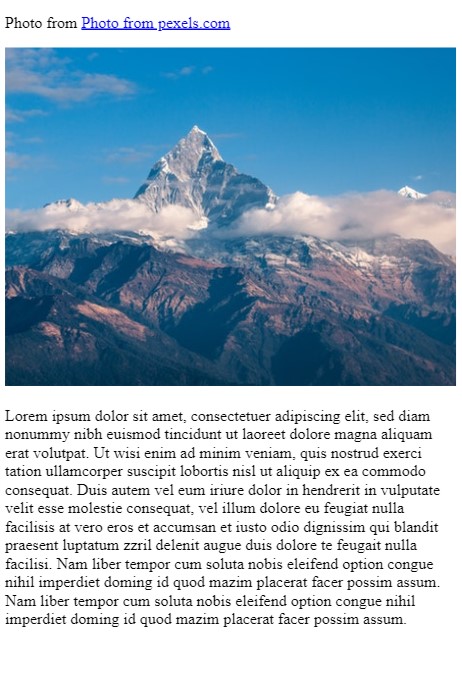 Photo from Photo from pexels.com
Lorem ipsum dolor sit amet, consectetuer adipiscing elit, sed diam
nonummy nibh euismod tincidunt ut laoreet dolore magna aliquam
erat volutpat. Ut wisi enim ad minim veniam, quis nostrud exerci
tation ullamcorper suscipit lobortis nisl ut aliquip ex ea commodo
consequat. Duis autem vel eum iriure dolor in hendrerit in vulputate
velit esse molestie consequat, vel illum dolore eu feugiat nulla
facilisis at vero eros et accumsan et iusto odio dignissim qui blandit
praesent luptatum zzril delenit augue duis dolore te feugait nulla
facilisi. Nam liber tempor cum soluta nobis eleifend option congue
nihil imperdiet doming id quod mazim placerat facer possim assum.
Nam liber tempor cum soluta nobis eleifend option congue nihil
imperdiet doming id quod mazim placerat facer possim assum.